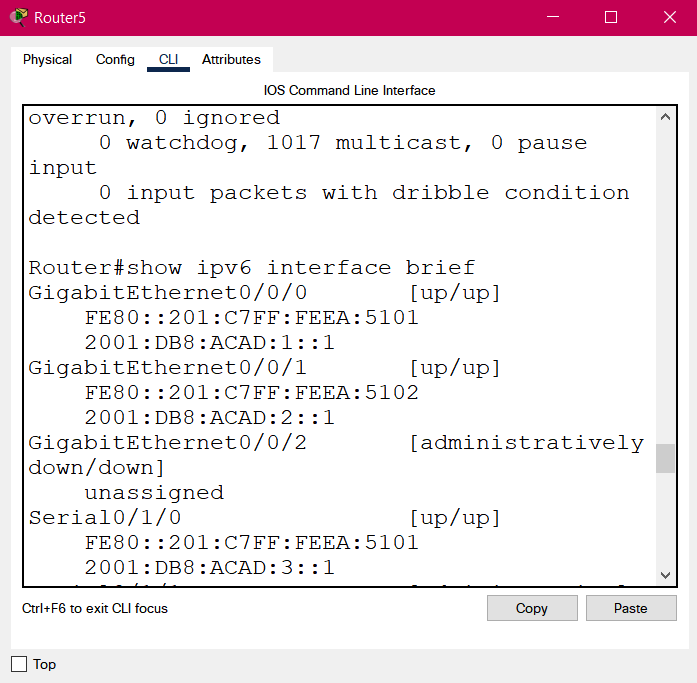 Router5
Physical Config CLI Attributes
IOS Command Line Interface
overrun, 0 ignored
0 watchdog, 1017 multicast, 0 pause
input
0 input packets with dribble condition
detected
Router#show ipv6 interface brief
GigabitEthernet0/0/0 [up/up]
FE80::201:C7FF:FEEA:5101
2001:DB8:ACAD:1::1
GigabitEthernet0/0/1 [up/up]
FE80::201:C7FF:FEEA:5102
2001:DB8:ACAD:2::1
GigabitEthernet0/0/2 [administratively
down/down]
unassigned
Serial0/1/0 [up/up]
FE80::201:C7FF:FEEA:5101
2001:DB8:ACAD:3::1
Ctrl+F6 to exit CLI focus
Copy Paste
Top